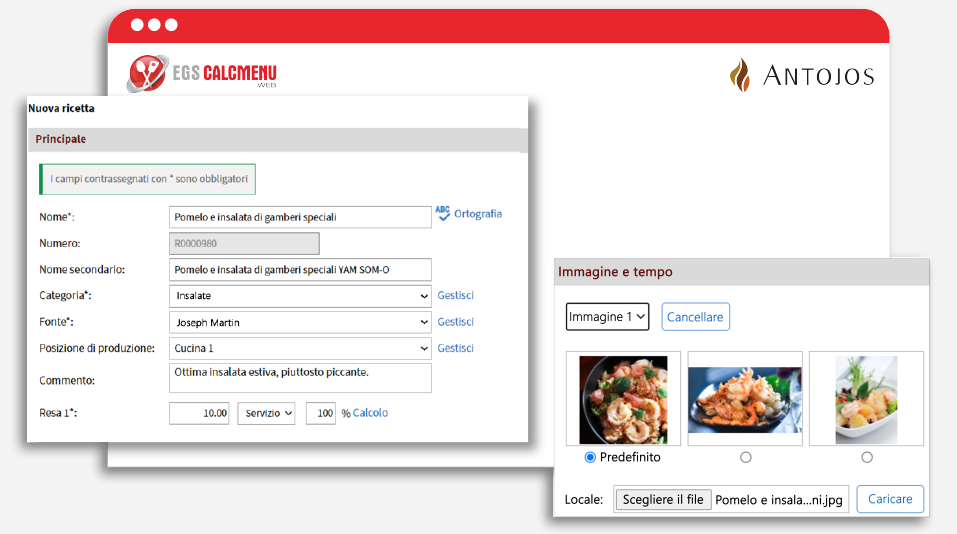 EGS CALCMENU
WEB
ANTOJOS
Nuova ricetta
Principale
I campi contrassegnati con * sono obbligatori
Nome*: Pomelo e insalata di gamberi speciali ABC Ortografia
Numero: R0000980
Nome secondario: Pomelo e insalata di gamberi speciali YAM SOM-O
Categoria*: Insalate Gestisci
Fonte*: Joseph Martin Gestisci
Posizione di produzione: Cucina 1 Gestisci
Commento: Ottima insalata estiva, piuttosto piccante.
Resa 1*: 10.00 Servizio 100 % Calcolo
Immagine e tempo
Immagine 1 Cancellare
Predefinito
Locale: Scegliere il file Pomelo e insala...ni.jpg Caricare